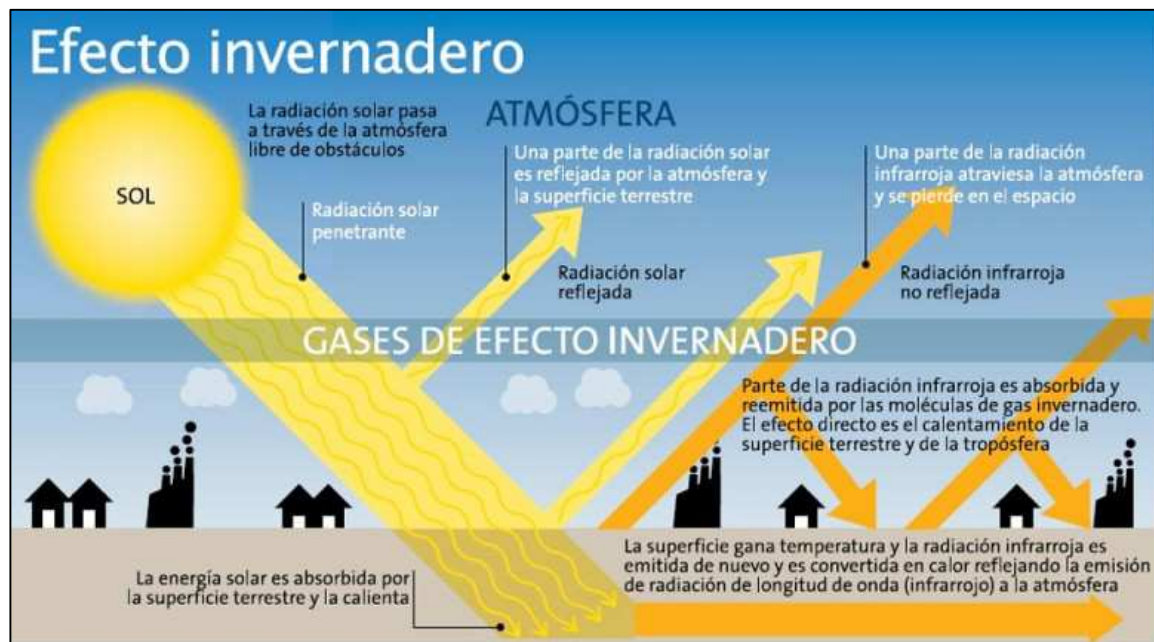 Efecto invernadero
SOL
La radiación solar pasa
a través de la atmósfera
libre de obstáculos
Radiación solar
penetrante
ATMÓSFERA
Una parte de la radiación solar
es reflejada por la atmósfera y
la superficie terrestre
Radiación solar
reflejada
Una parte de la radiación
infrarroja atraviesa la atmósfera
y se pierde en el espacio
Radiación infrarroja
no reflejada
GASES DE EFECTO INVERNADERO
Parte de la radiación infrarroja es absorbida y
reemitida por las moléculas de gas invernadero.
El efecto directo es el calentamiento de la
superficie terrestre y de la tropósfera
La energía solar es absorbida por
la superficie terrestre y la calienta
La superficie gana temperatura y la radiación infrarroja es
emitida de nuevo y es convertida en calor reflejando la emisión
de radiación de longitud de onda (infrarrojo) a la atmósfera